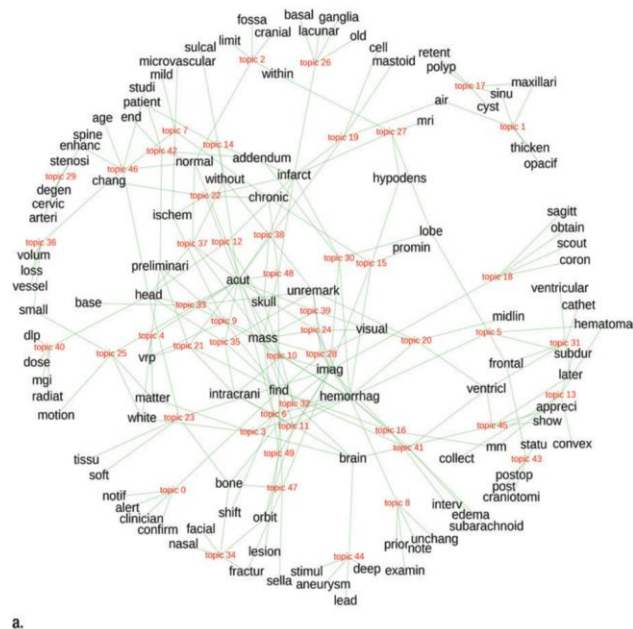 basal
ganglia
fossa
lacunar
old
limit
cranial
sulcal
cell
topic 2
topic 26
retent
microvascular
mastoid
polyp
mild
within
topic 17
maxillari
studi
sinu
air
patient
cyst
age
end
topic 7
topic 19
topic 27
mri
topic 1
spine
topic 14
enhanc
topic 42
addendum
thicken
stenosi
topic 46
normal
opacif
topic 29
without
infarct
hypodens
degen
chang
topic 22
chronic
cervic
arteri
ischem
sagitt
topic 36
topic 37
topic 12
topic 38
lobe
obtain
volum
promin
scout
loss
preliminari
topic 30
topic 15
coron
vessel
acut
topic 48
topic 18
head
unremark
ventricular
small
base
topic 33
skull
cathet
topic 39
midlin
hematoma
dlp
topic 9
topic 24
visual
topic 5
topic 40
topic 4
mass
topic 20
topic 31
dose
topic 25
vrp
topic 21
topic 35
topic 10
topic 28
subdur
mgi
imag
frontal
later
radiat
find
ventricl
topic 13
motion
matter
intracrani
hemorrhag
appreci
white
topic 23
topic 32
topic 6
show
topic 3
topic 11
topic 16
topic 45
mm
statu
convex
tissu
topic 49
brain
topic 41
collect
topic 43
soft
postop
notif
topic 0
bone
topic 47
post
alert
topic 8
interv
craniotomi
clinician
shift
orbit
edema
confirm
facial
subarachnoid
nasal
prior
unchang
topic 34
lesion
topic 44
note
fractur
stimul
deep
examin
sella
aneurysm
lead
a.